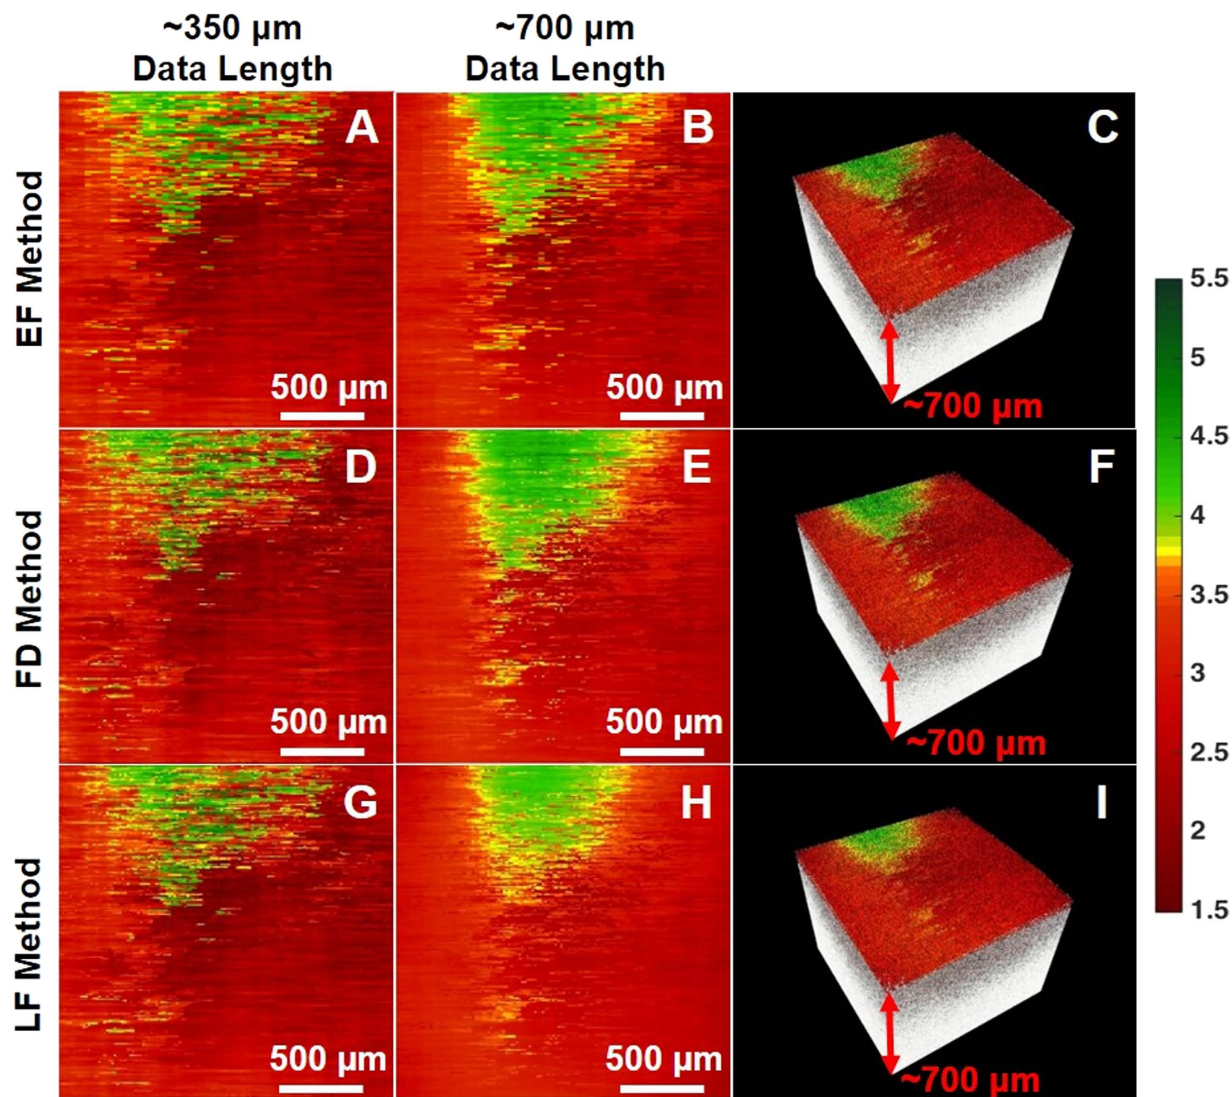 ~350 µm
Data Length
~700 µm
Data Length
EF Method
A
500 µm
B
500 µm
C
~700 µm
FD Method
D
500 µm
E
500 µm
F
~700 µm
LF Method
G
500 µm
H
500 µm
I
~700 µm
5.5
5
4.5
4
3.5
3
2.5
2
1.5